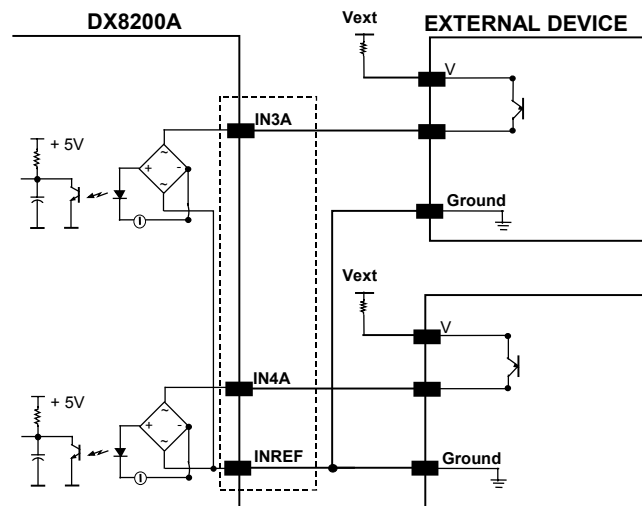 DX8200A
EXTERNAL DEVICE
Vext
V
IN3A
+ 5V
+
~
~
-
I
Ground
Vext
V
IN4A
+ 5V
+
~
~
-
I
INREF
Ground